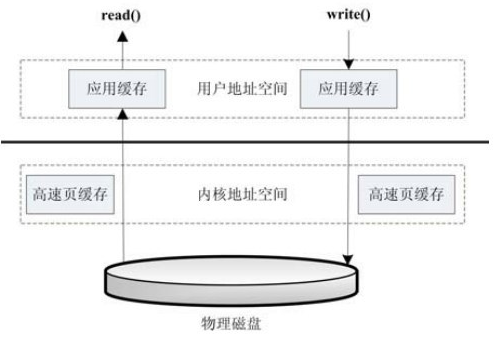 read() write()
应用缓存 用户地址空间 应用缓存
高速页缓存 内核地址空间 高速页缓存
物理磁盘